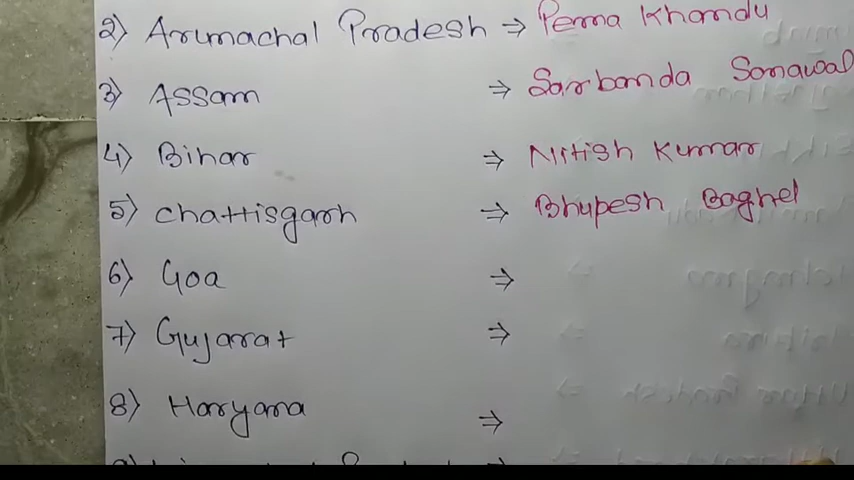 2) Arunachal Pradesh ⇒ Pema Khandu
3) Assam ⇒ Sarbanda Sonawal
4) Bihar ⇒ Nitish Kumar
5) Chattisgarh ⇒ Bhupesh Baghel
6) Goa ⇒
7) Gujarat ⇒
8) Haryana ⇒